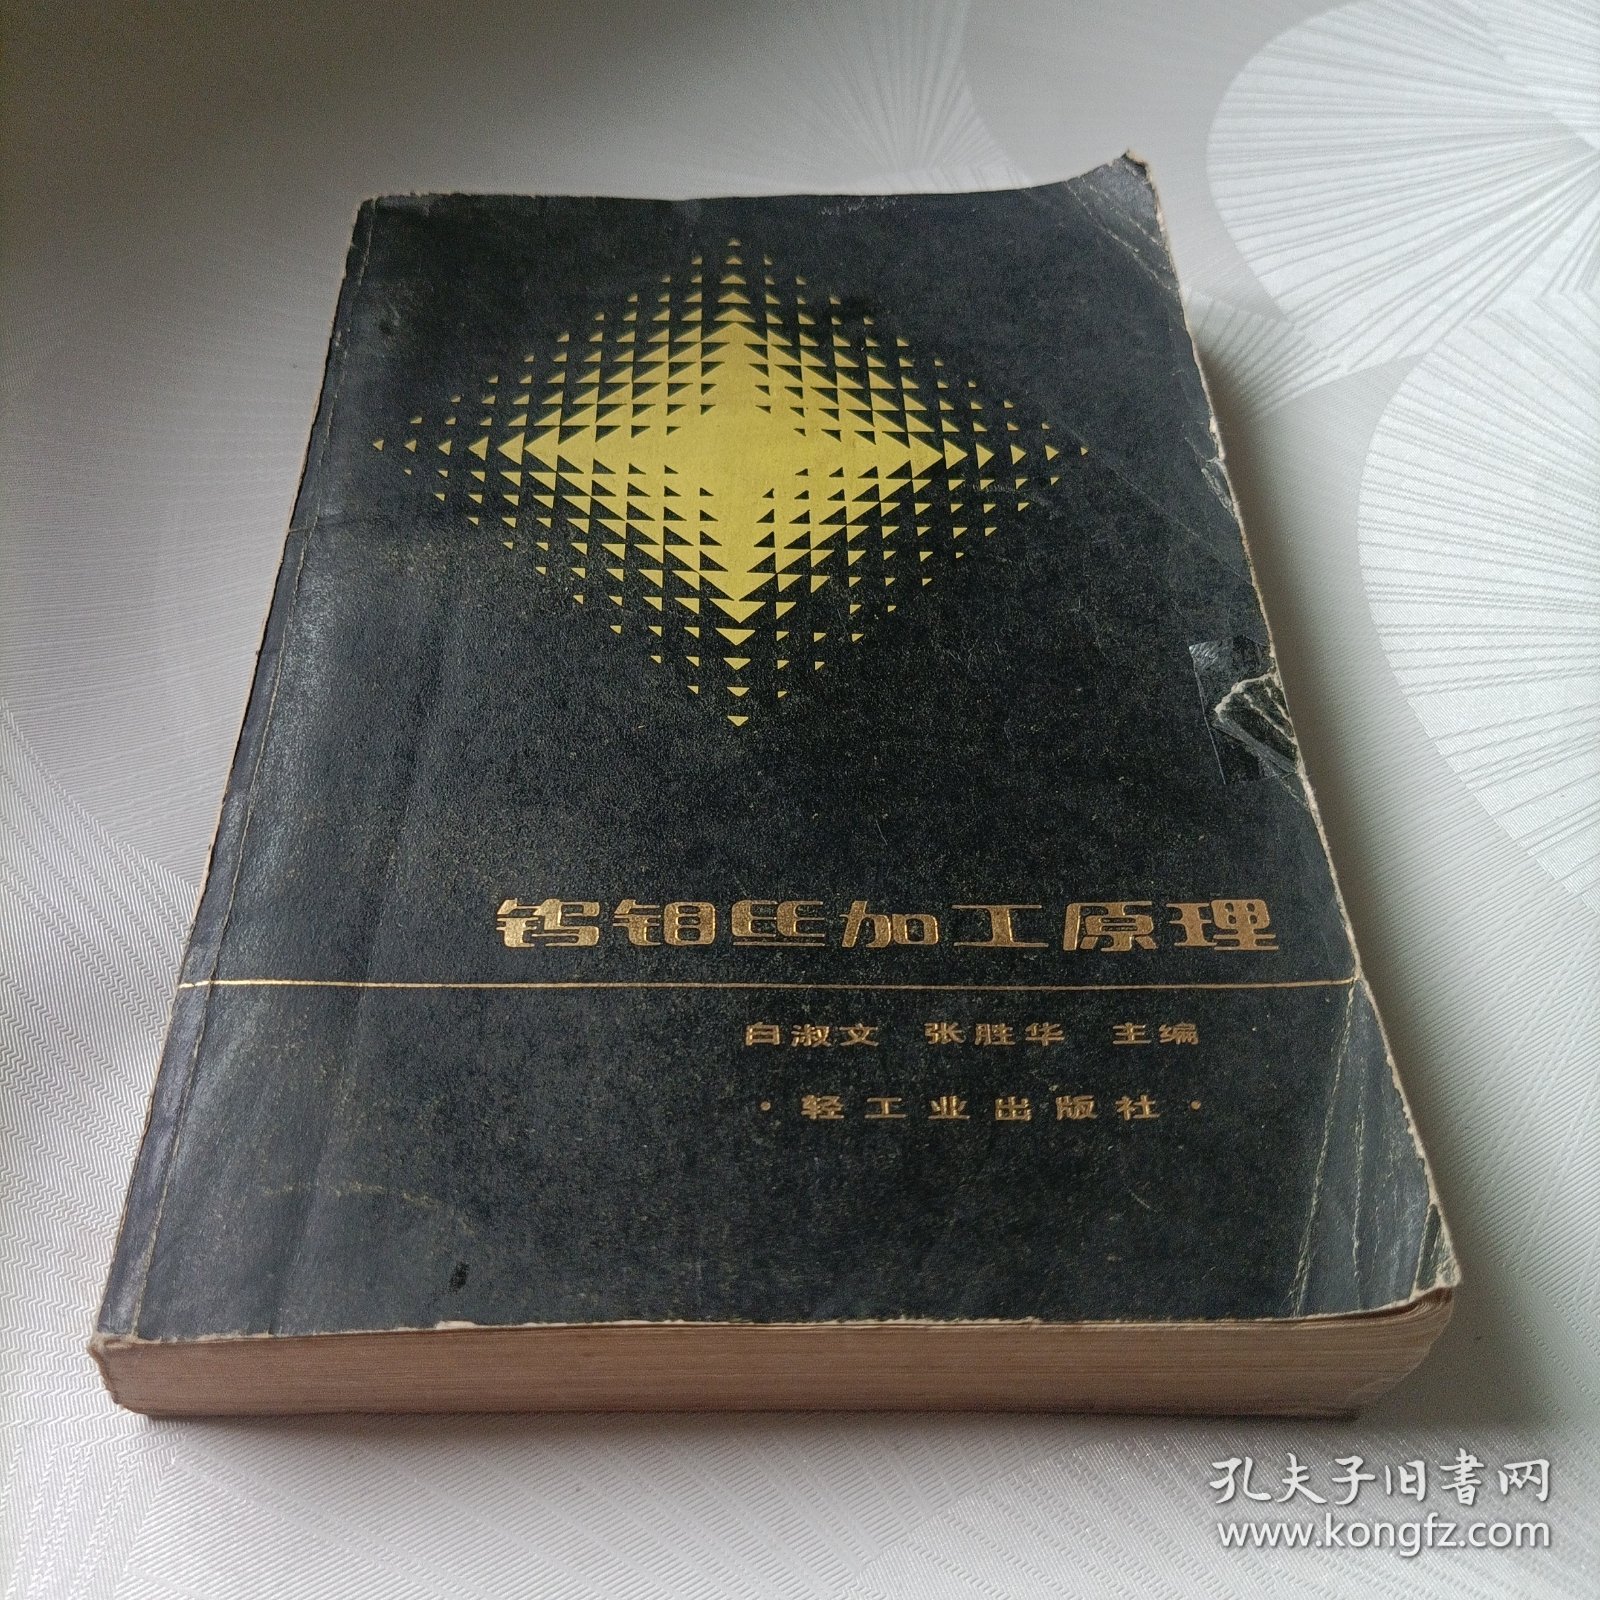 钨钼丝加工原理
白淑文 张胜华 主编
·轻工业出版社·
孔夫子旧书网
www.kongfz.com